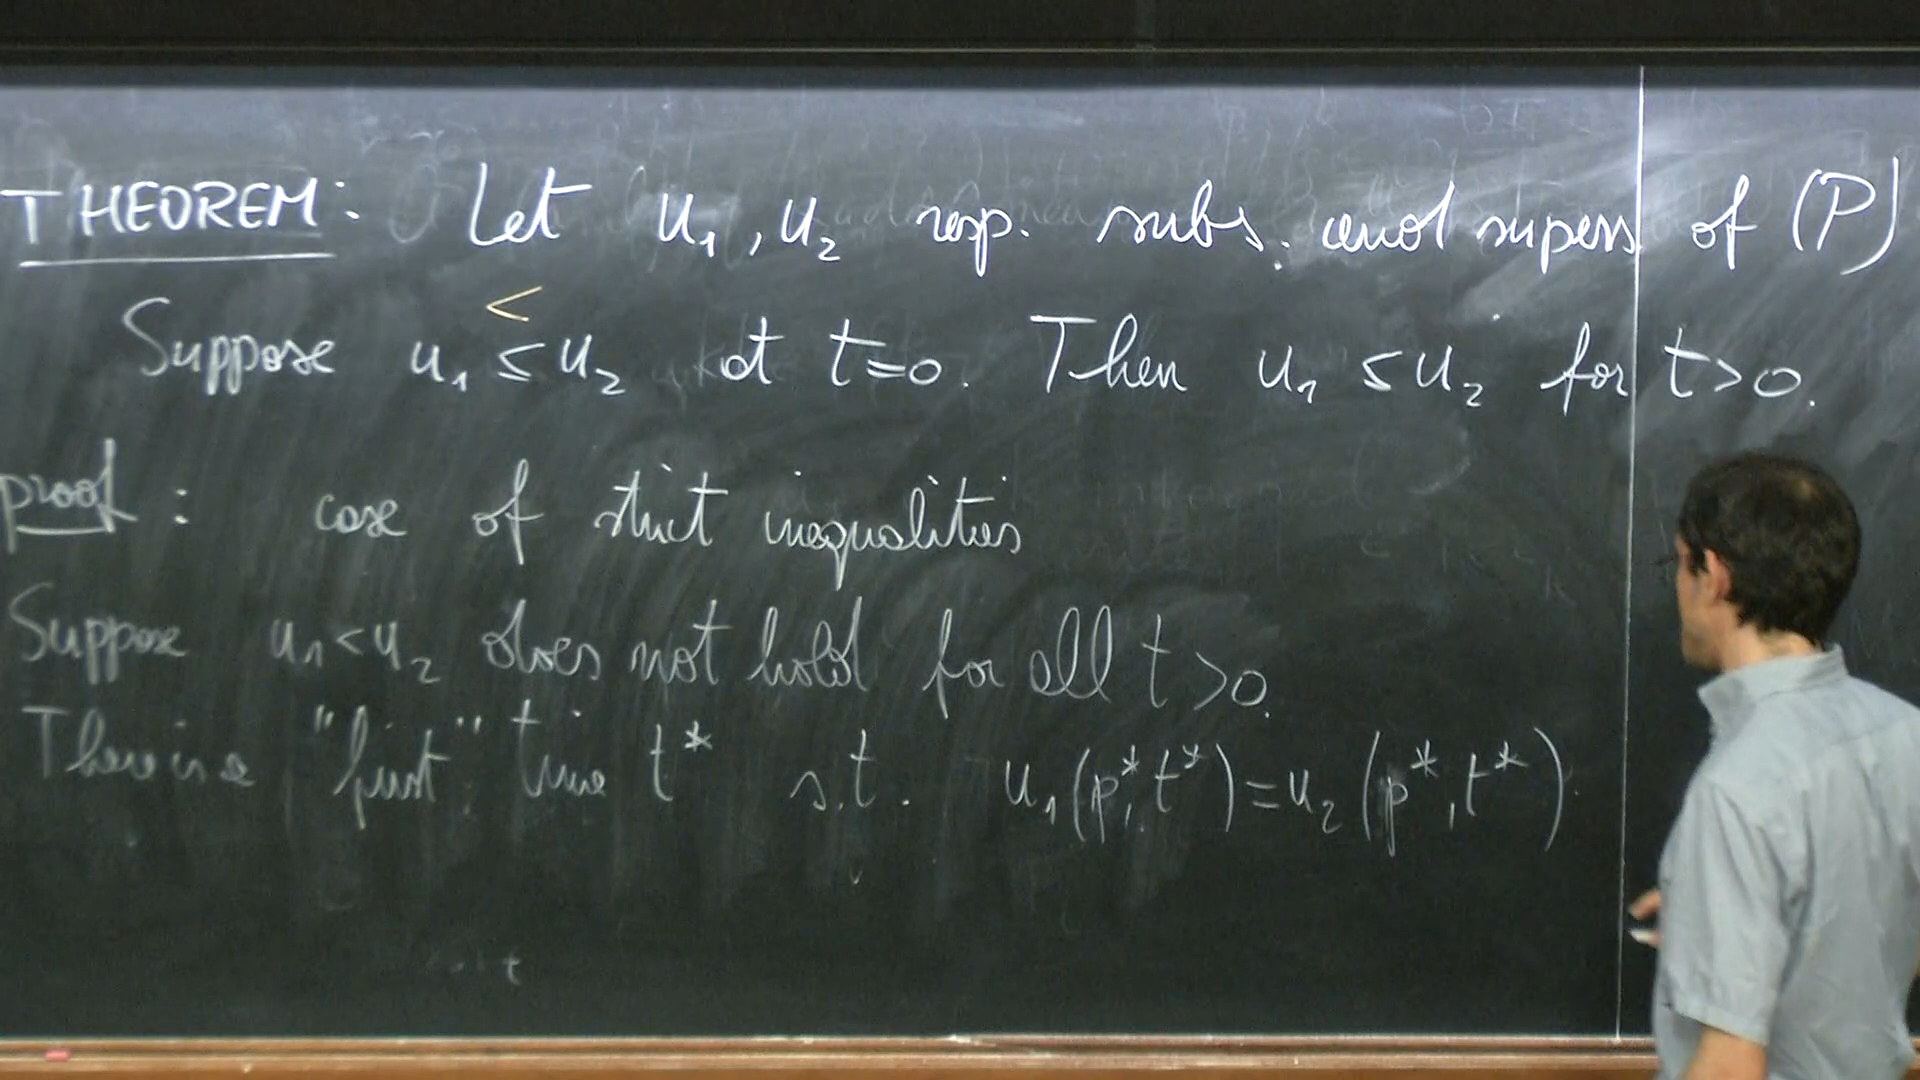 THEOREM: Let u₁, u₂ resp. subs. and supers of (P)
<
Suppose u₁ ≤ u₂ at t=0. Then u₁ ≤ u₂ for t>0.
proof: case of strict inequalities
Suppose u₁<u₂ does not hold for all t>0.
There is a "first" time t* s.t. u₁(p*,t*)=u₂(p*,t*)